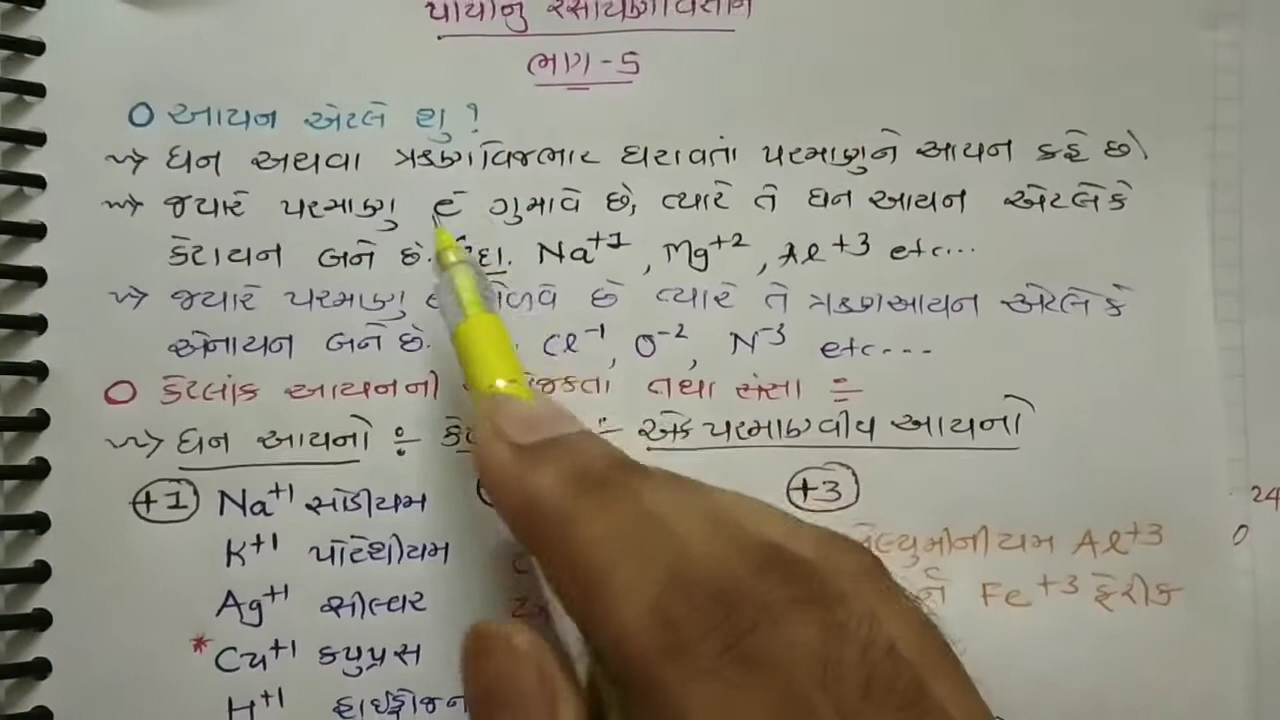 પાયાનુ રસાયણવિજ્ઞાન
ભાગ-5
આયન એટલે શુ?
ધન અથવા ઋણવિજભાર ધરાવતાં પરમાણુને આયન કહે છે.
જ્યારે પરમાણુ e⁻ ગુમાવે છે, ત્યારે તે ધન આયન એટલેકે
કેટાયન બને છે. દા. Na+1, Mg+2, Al+3 etc...
જ્યારે પરમાણુ છે ત્યારે તે ઋણઆયન એટલેકે
એનાયન બને છે. Cl-1, O-2, N-3 etc---
કેટલાંક આયનની તથા સંજ્ઞા ÷
ધન આયનો ÷ એક પરમાણ્વીય આયનો
+1 Na+1 સોડીયમ
+3
24
K+1 પોટેશીયમ
એલ્યુમીનીયમ Al+3
0
Ag+1 સીલ્વર
Fe+3 ફેરીક
* Cu+1 ક્યુપ્રસ
H+1 હાઈડ્રોજન